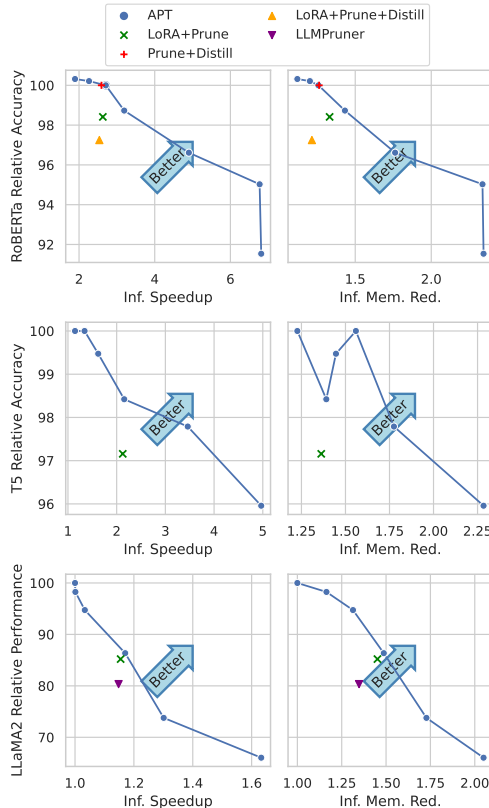 APT
LoRA+Prune
Prune+Distill
LoRA+Prune+Distill
LLMPruner
RoBERTa Relative Accuracy
100
98
96
94
92
Better
Better
2 4 6
1.5 2.0
Inf. Speedup
Inf. Mem. Red.
T5 Relative Accuracy
100
99
98
97
96
Better
Better
1 2 3 4 5
1.25 1.50 1.75 2.00 2.25
Inf. Speedup
Inf. Mem. Red.
LLaMA2 Relative Performance
100
90
80
70
Better
Better
1.0 1.2 1.4 1.6
1.00 1.25 1.50 1.75 2.00
Inf. Speedup
Inf. Mem. Red.